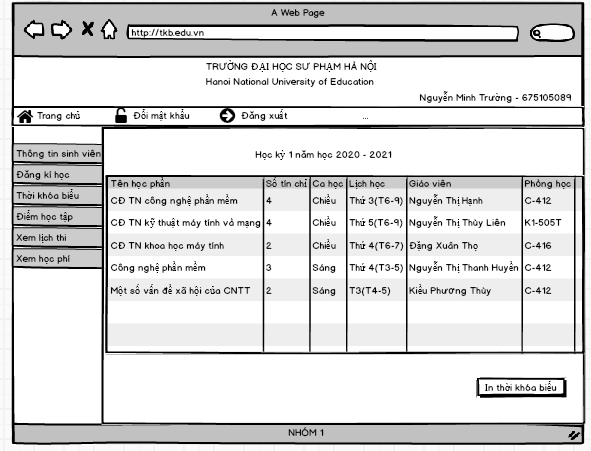 A Web Page
http://tkb.edu.vn
TRƯỜNG ĐẠI HỌC SƯ PHẠM HÀ NỘI
Hanoi National University of Education
Nguyễn Minh Trường - 675105089
Trang chủ Đổi mật khẩu Đăng xuất ...
Thông tin sinh viên
Đăng kí học
Thời khóa biểu
Điểm học tập
Xem lịch thi
Xem học phí
Học kỳ 1 năm học 2020 - 2021
Tên học phần Số tín chỉ Ca học Lịch học Giáo viên Phòng học
CĐ TN công nghệ phần mềm 4 Chiều Thứ 3(T6-9) Nguyễn Thị Hạnh C-412
CĐ TN kỹ thuật máy tính và mạng 4 Chiều Thứ 5(T6-9) Nguyễn Thị Thùy Liên K1-505T
CĐ TN khoa học máy tính 2 Chiều Thứ 4(T6-7) Đặng Xuân Thọ C-416
Công nghệ phần mềm 3 Sáng Thứ 4(T3-5) Nguyễn Thị Thanh Huyền C-412
Một số vấn đề xã hội của CNTT 2 Sáng T3(T4-5) Kiều Phương Thùy C-412
In thời khóa biểu
NHÓM 1